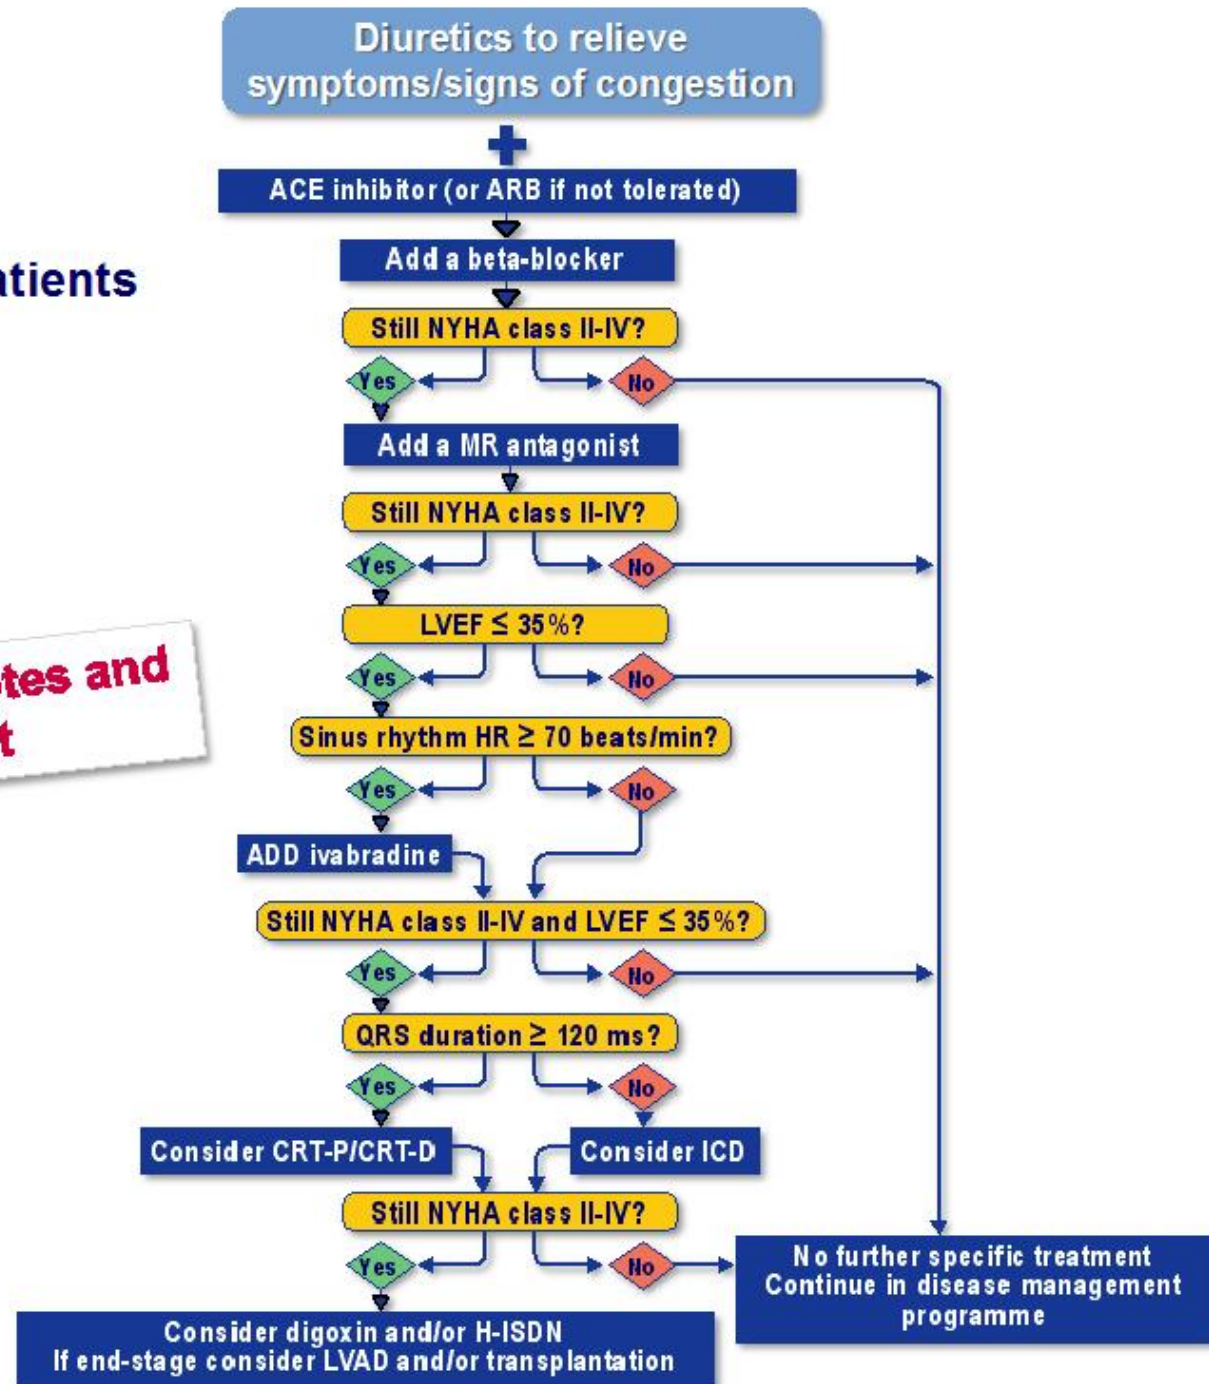 Diuretics to relieve
symptoms/signs of congestion
ACE inhibitor (or ARB if not tolerated)
Add a beta-blocker
Still NYHA class II-IV?
Yes
No
Add a MR antagonist
Still NYHA class II-IV?
Yes
No
LVEF ≤ 35%?
Yes
No
Sinus rhythm HR ≥ 70 beats/min?
Yes
No
ADD ivabradine
Still NYHA class II-IV and LVEF ≤ 35%?
Yes
No
QRS duration ≥ 120 ms?
Yes
No
Consider CRT-P/CRT-D
Consider ICD
Still NYHA class II-IV?
Yes
No
No further specific treatment
Continue in disease management
programme
Consider digoxin and/or H-ISDN
If end-stage consider LVAD and/or transplantation
and